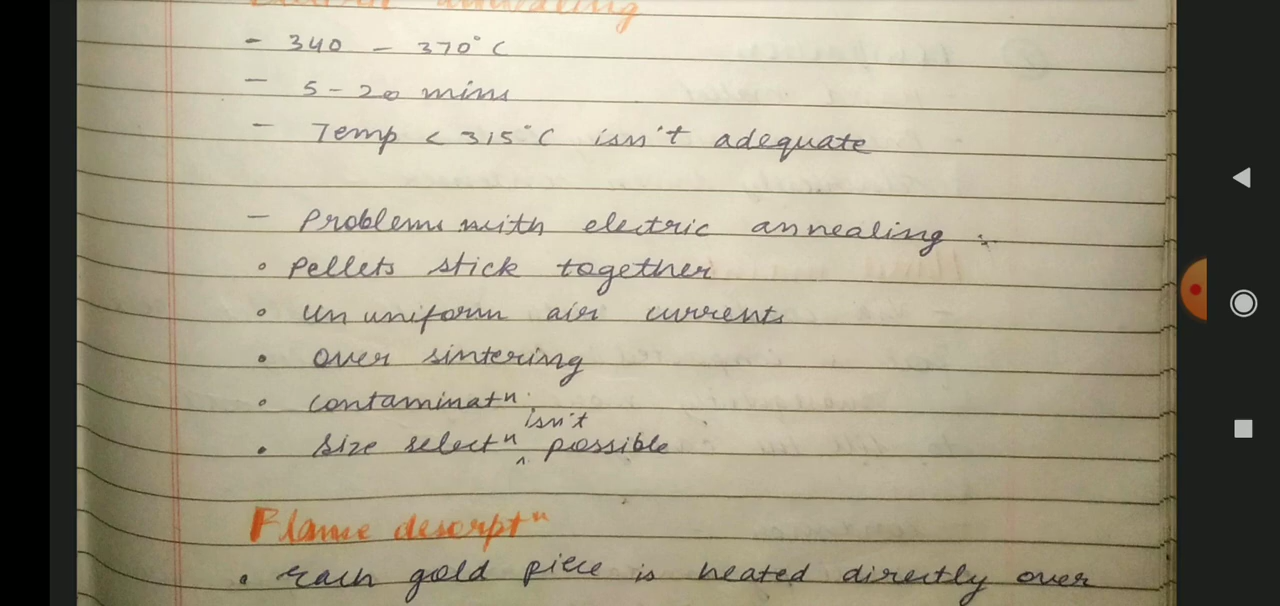 annealing
- 340 - 370°C
- 5-20 mins
- Temp < 315°C isn't adequate
- Problems with electric annealing :-
• Pellets stick together
• un uniform air currents
• over sintering
• contaminatⁿ.
isn't
• size selectⁿ ^ possible
Flame desorptⁿ
• Each gold piece is heated directly over